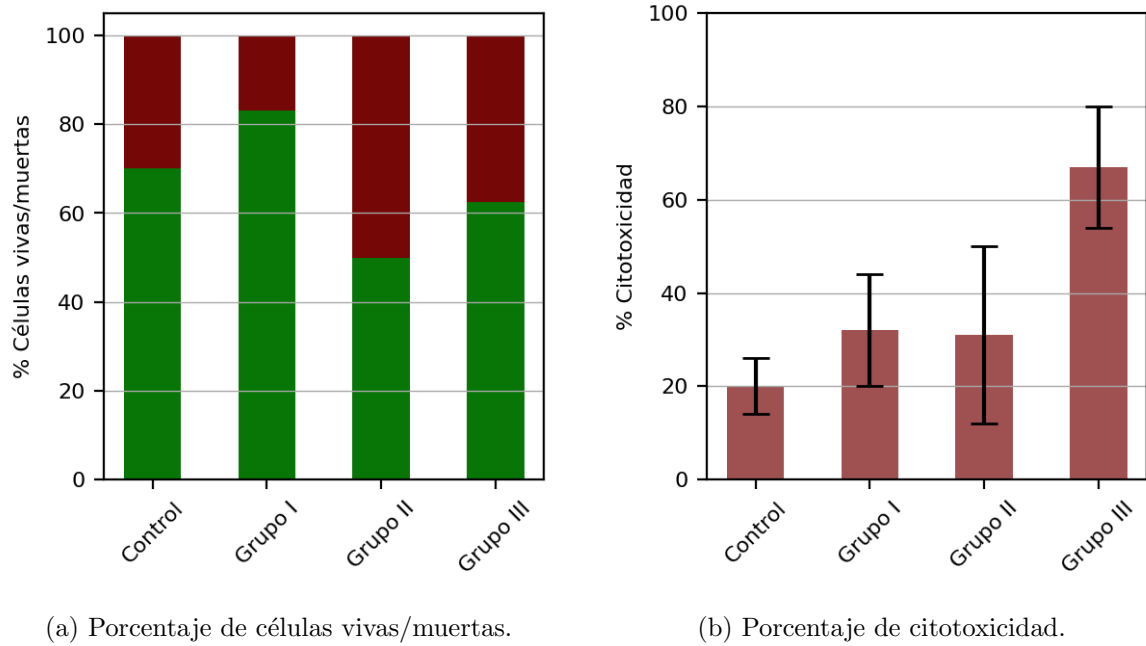 % Células vivas/muertas
100
80
60
40
20
0
Control
Grupo I
Grupo II
Grupo III
(a) Porcentaje de células vivas/muertas.
% Citotoxicidad
100
80
60
40
20
0
Control
Grupo I
Grupo II
Grupo III
(b) Porcentaje de citotoxicidad.